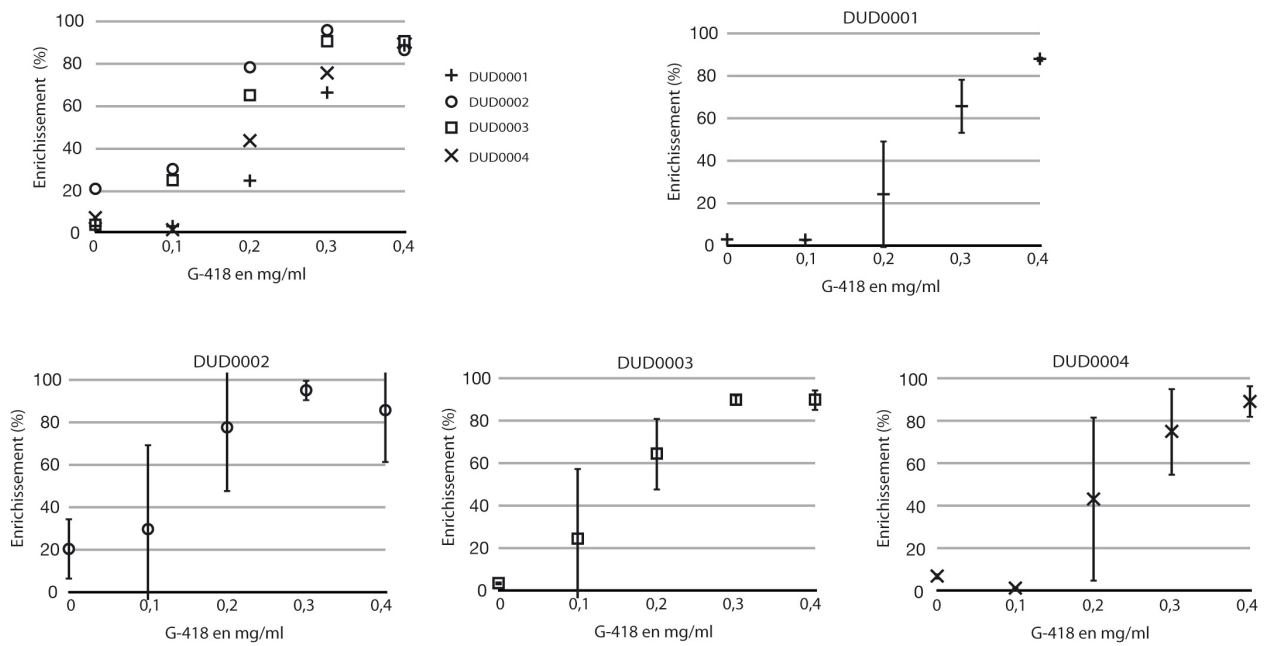 100
80
60
40
20
0
Enrichissement (%)
0 0,1 0,2 0,3 0,4
G-418 en mg/ml
DUD0001
DUD0002
DUD0003
DUD0004
DUD0001
100
80
60
40
20
0
Enrichissement (%)
0 0,1 0,2 0,3 0,4
G-418 en mg/ml
DUD0002
100
80
60
40
20
0
Enrichissement (%)
0 0,1 0,2 0,3 0,4
G-418 en mg/ml
DUD0003
100
80
60
40
20
0
Enrichissement (%)
0 0,1 0,2 0,3 0,4
G-418 en mg/ml
DUD0004
100
80
60
40
20
0
Enrichissement (%)
0 0,1 0,2 0,3 0,4
G-418 en mg/ml